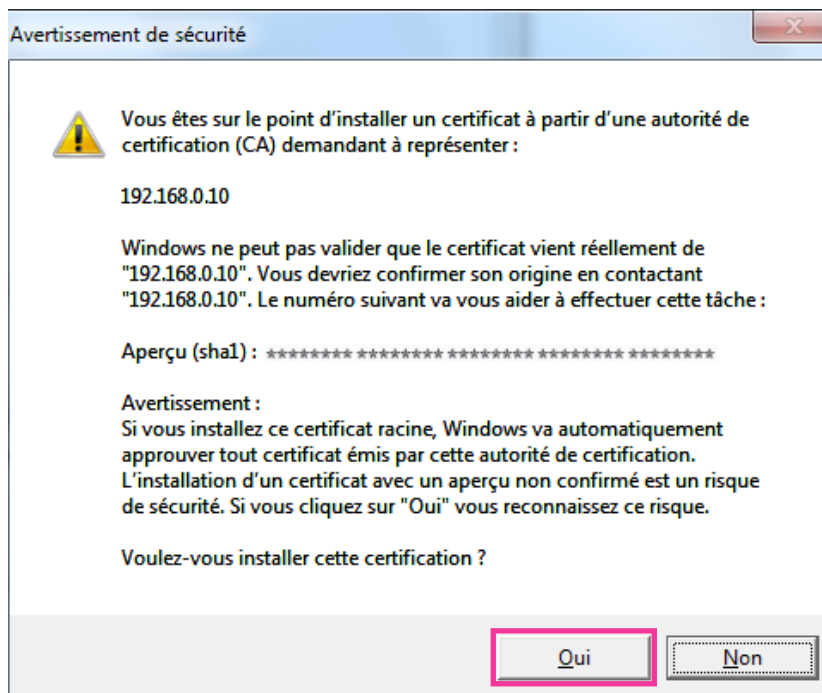 Avertissement de sécurité
Vous êtes sur le point d'installer un certificat à partir d'une autorité de
certification (CA) demandant à représenter :
192.168.0.10
Windows ne peut pas valider que le certificat vient réellement de
"192.168.0.10". Vous devriez confirmer son origine en contactant
"192.168.0.10". Le numéro suivant va vous aider à effectuer cette tâche :
Aperçu (sha1) : ******** ******** ******** ******** ********
Avertissement :
Si vous installez ce certificat racine, Windows va automatiquement
approuver tout certificat émis par cette autorité de certification.
L'installation d'un certificat avec un aperçu non confirmé est un risque
de sécurité. Si vous cliquez sur "Oui" vous reconnaissez ce risque.
Voulez-vous installer cette certification ?
Oui Non